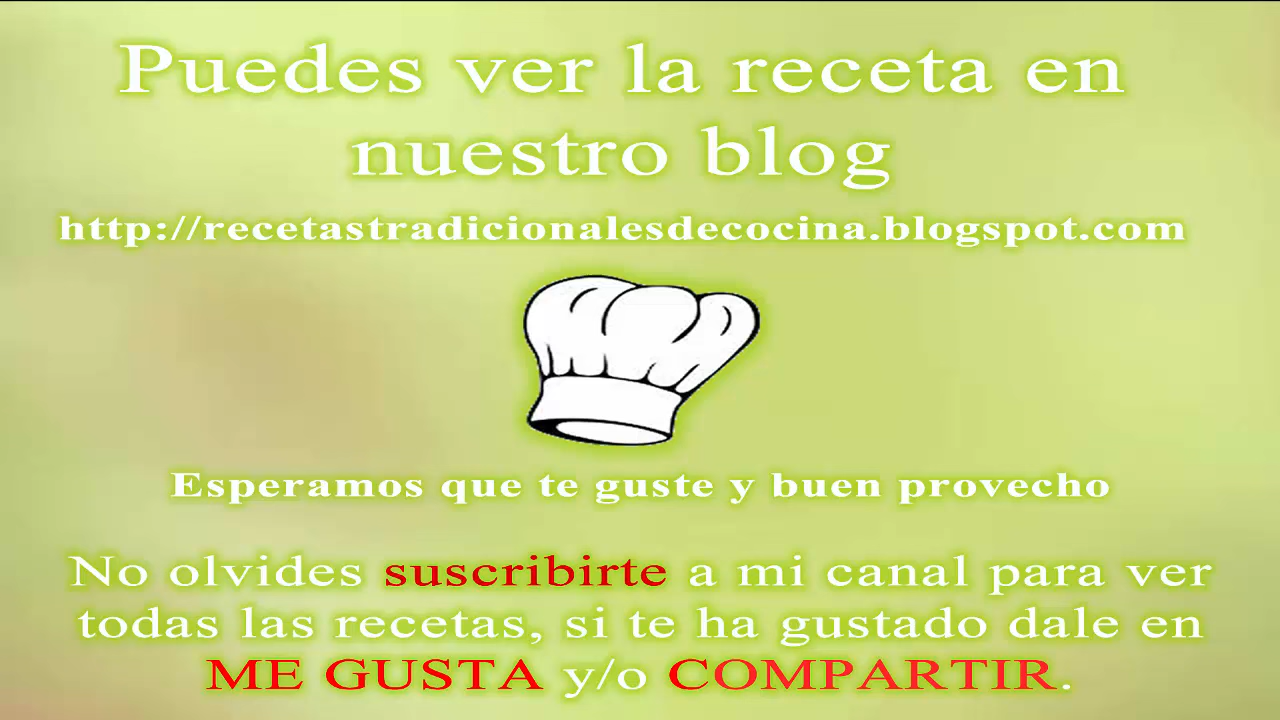 Puedes ver la receta en
nuestro blog
http://recetastradicionalesdecocina.blogspot.com
Esperamos que te guste y buen provecho
No olvides suscribirte a mi canal para ver
todas las recetas, si te ha gustado dale en
ME GUSTA y/o COMPARTIR.